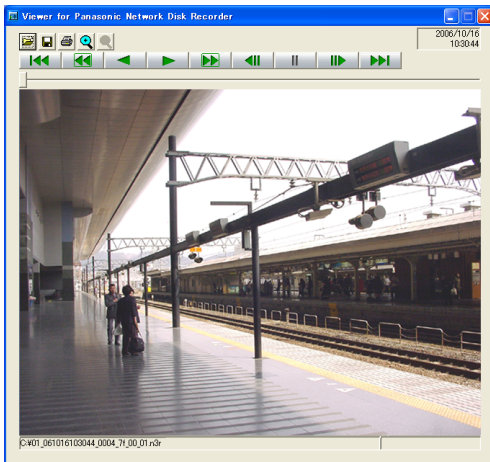 Viewer for Panasonic Network Disk Recorder
2006/10/16
10:30:44
C:¥01_061016103044_0004_7f_00_01.n3r